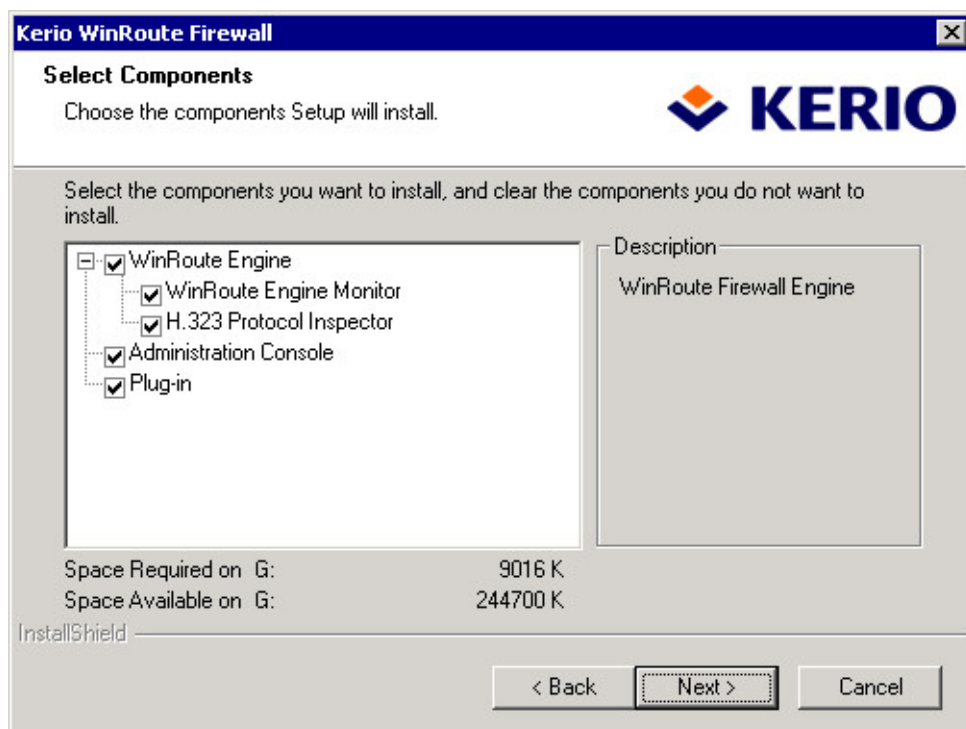 Kerio WinRoute Firewall
Select Components
Choose the components Setup will install.
KERIO
Select the components you want to install, and clear the components you do not want to
install.
WinRoute Engine
WinRoute Engine Monitor
H.323 Protocol Inspector
Administration Console
Plug-in
Description
WinRoute Firewall Engine
Space Required on G: 9016 K
Space Available on G: 244700 K
InstallShield
< Back Next > Cancel